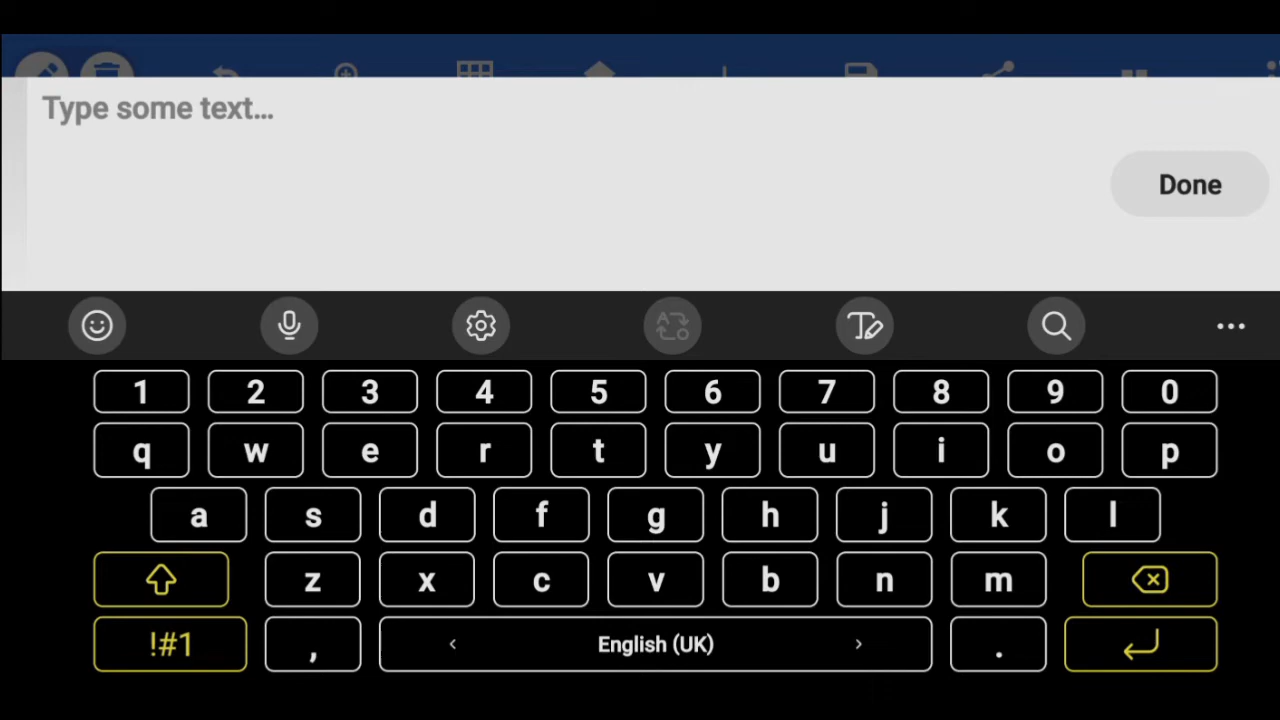 Type some text...
Done
1 2 3 4 5 6 7 8 9 0
q w e r t y u i o p
a s d f g h j k l
z x c v b n m
!#1 , < English (UK) > .